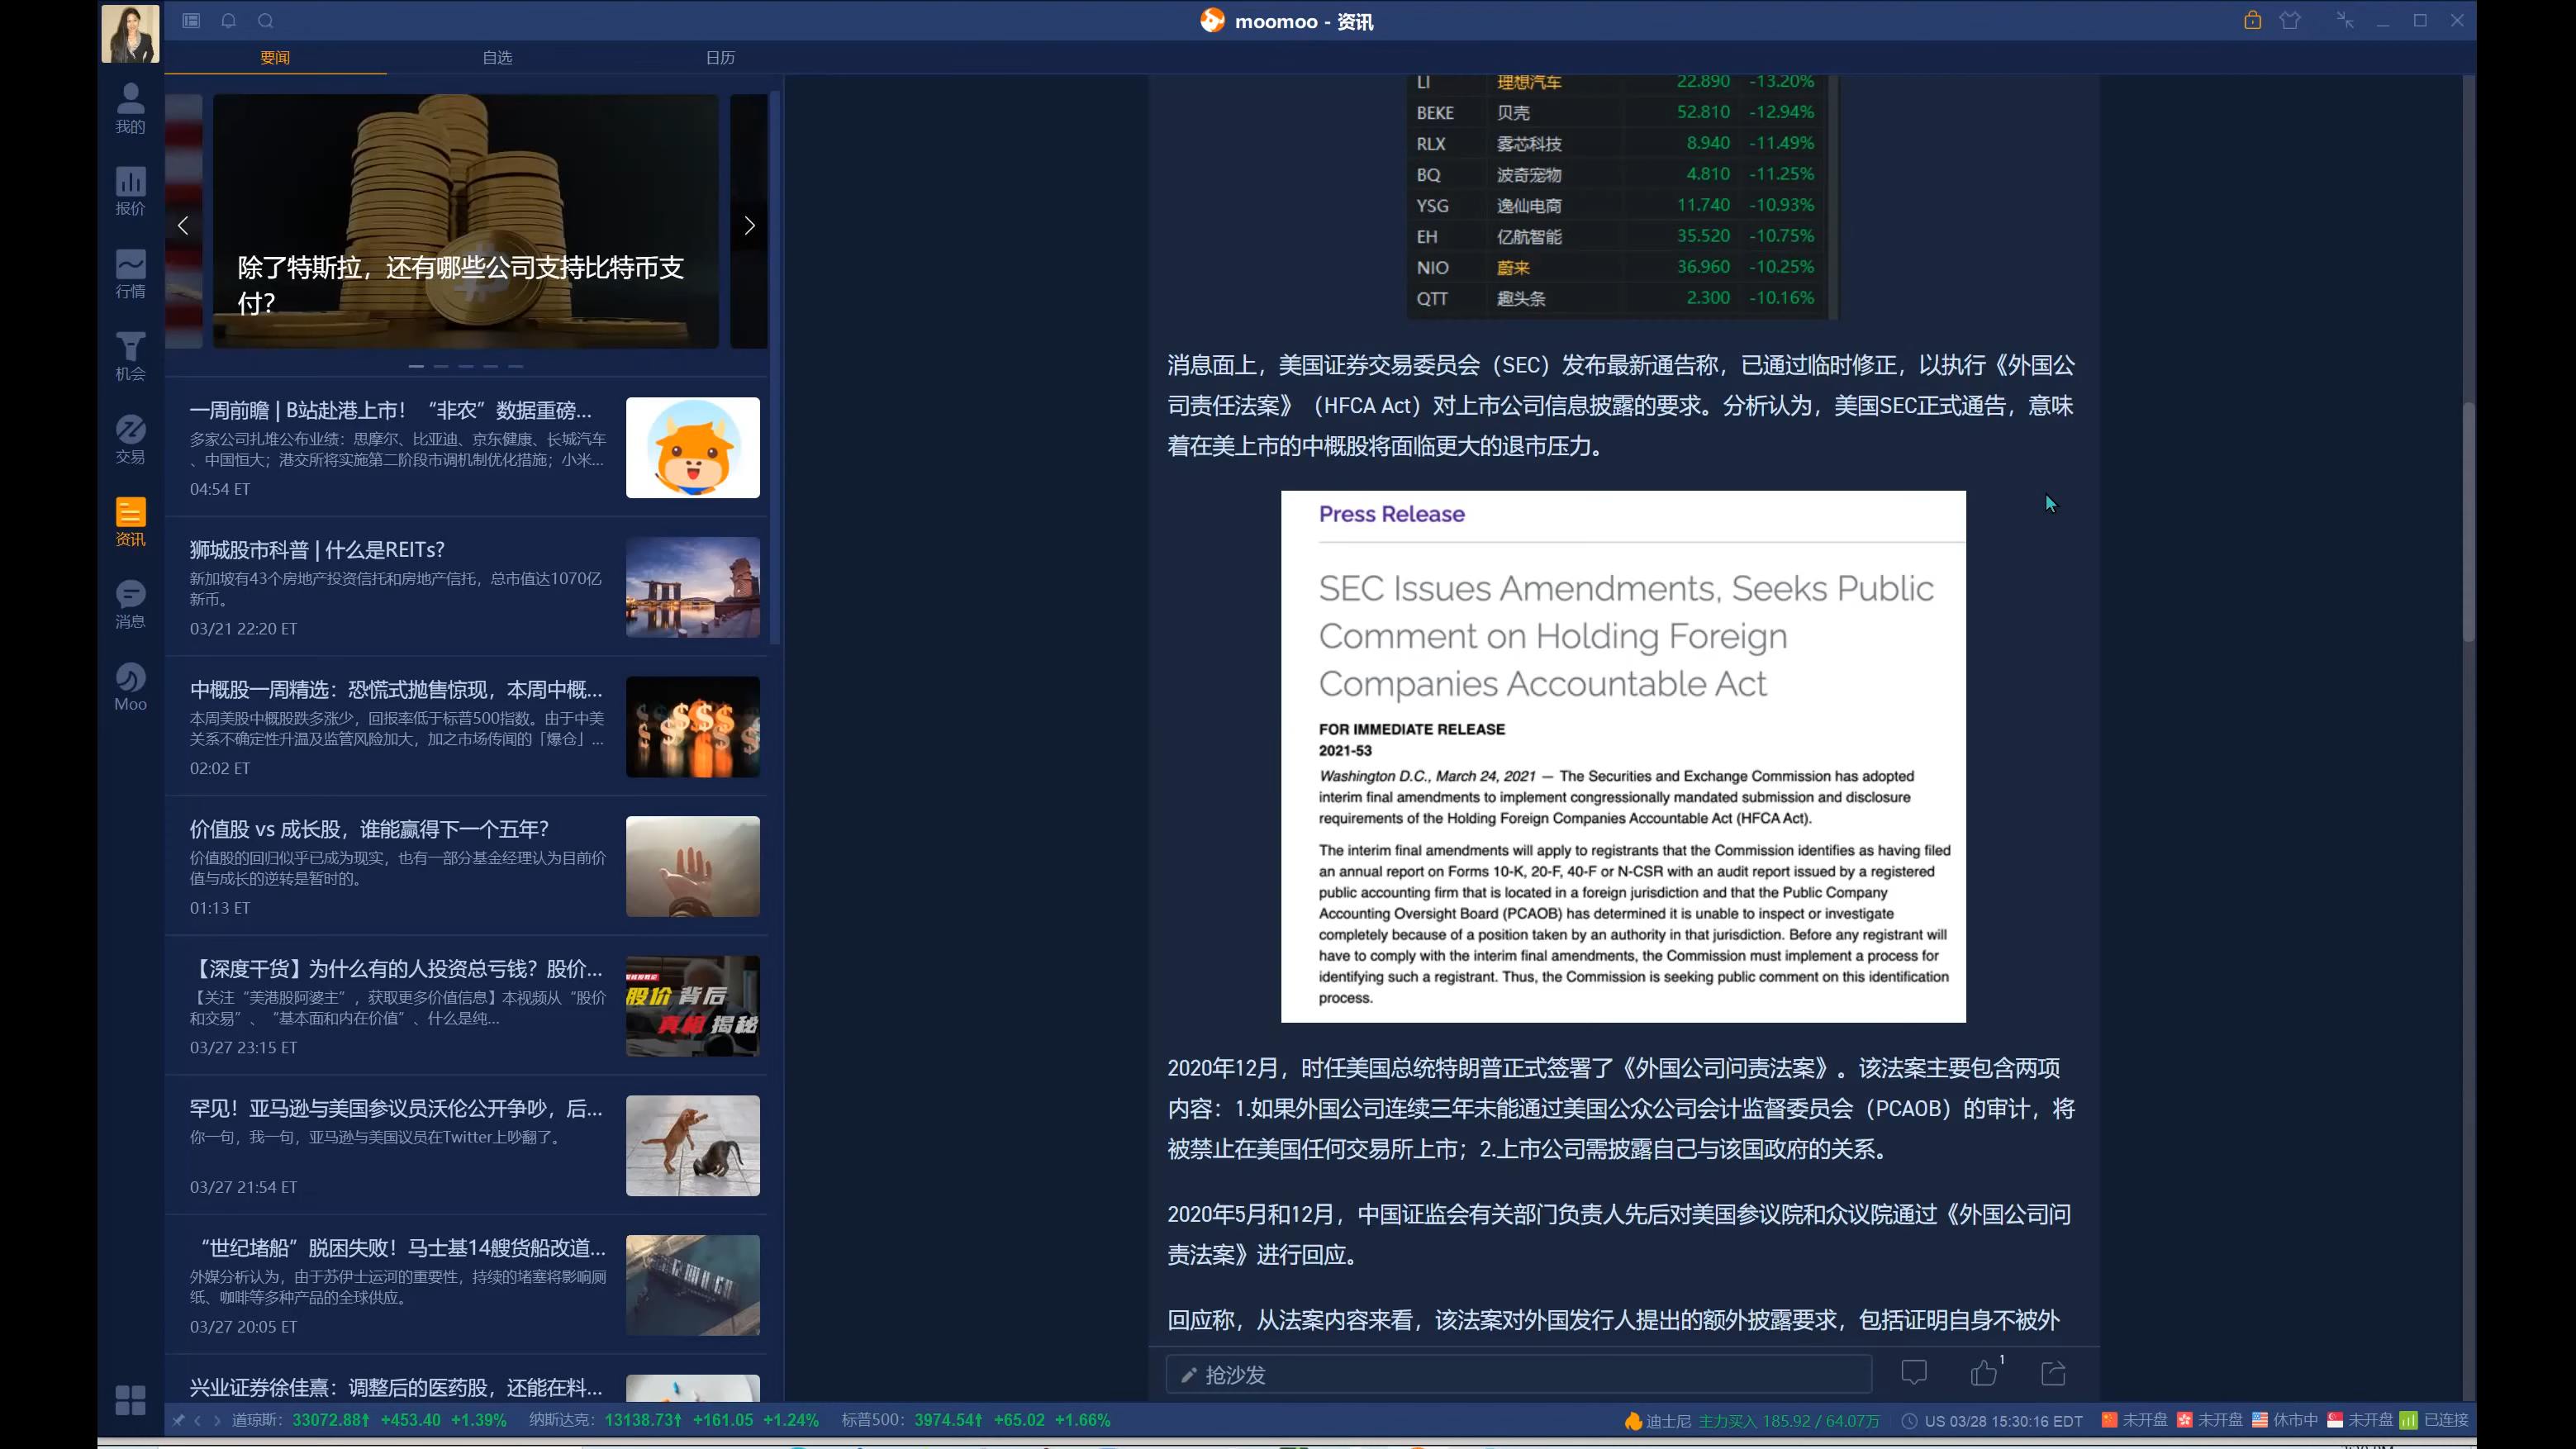 moomoo - 资讯
要闻 自选 日历
我的
报价
行情
机会
交易
资讯
消息
Moo
除了特斯拉，还有哪些公司支持比特币支
付？
一周前瞻 | B站赴港上市！“非农”数据重磅...
多家公司扎堆公布业绩：思摩尔、比亚迪、京东健康、长城汽车
、中国恒大；港交所将实施第二阶段市调机制优化措施；小米...
04:54 ET
狮城股市科普 | 什么是REITs?
新加坡有43个房地产投资信托和房地产信托，总市值达1070亿
新币。
03/21 22:20 ET
中概股一周精选：恐慌式抛售惊现，本周中概...
本周美股中概股跌多涨少，回报率低于标普500指数。由于中美
关系不确定性升温及监管风险加大，加之市场传闻的「爆仓」...
02:02 ET
价值股 vs 成长股，谁能赢得下一个五年？
价值股的回归似乎已成为现实，也有一部分基金经理认为目前价
值与成长的逆转是暂时的。
01:13 ET
【深度干货】为什么有的人投资总亏钱？股价...
【关注“美港股阿婆主”，获取更多价值信息】本视频从“股价
和交易”、“基本面和内在价值”、什么是纯...
03/27 23:15 ET
股价 背后
真相 揭秘
罕见！亚马逊与美国参议员沃伦公开争吵，后...
你一句，我一句，亚马逊与美国议员在Twitter上吵翻了。
03/27 21:54 ET
“世纪堵船”脱困失败！马士基14艘货船改道...
外媒分析认为，由于苏伊士运河的重要性，持续的堵塞将影响厕
纸、咖啡等多种产品的全球供应。
03/27 20:05 ET
兴业证券徐佳熹：调整后的医药股，还能在料...
LI 理想汽车 22.890 -13.20%
BEKE 贝壳 52.810 -12.94%
RLX 雾芯科技 8.940 -11.49%
BQ 波奇宠物 4.810 -11.25%
YSG 逸仙电商 11.740 -10.93%
EH 亿航智能 35.520 -10.75%
NIO 蔚来 36.960 -10.25%
QTT 趣头条 2.300 -10.16%
消息面上，美国证券交易委员会（SEC）发布最新通告称，已通过临时修正，以执行《外国公
司责任法案》（HFCA Act）对上市公司信息披露的要求。分析认为，美国SEC正式通告，意味
着在美上市的中概股将面临更大的退市压力。
Press Release
SEC Issues Amendments, Seeks Public
Comment on Holding Foreign
Companies Accountable Act
FOR IMMEDIATE RELEASE
2021-53
Washington D.C., March 24, 2021 — The Securities and Exchange Commission has adopted
interim final amendments to implement congressionally mandated submission and disclosure
requirements of the Holding Foreign Companies Accountable Act (HFCA Act).
The interim final amendments will apply to registrants that the Commission identifies as having filed
an annual report on Forms 10-K, 20-F, 40-F or N-CSR with an audit report issued by a registered
public accounting firm that is located in a foreign jurisdiction and that the Public Company
Accounting Oversight Board (PCAOB) has determined it is unable to inspect or investigate
completely because of a position taken by an authority in that jurisdiction. Before any registrant will
have to comply with the interim final amendments, the Commission must implement a process for
identifying such a registrant. Thus, the Commission is seeking public comment on this identification
process.
2020年12月，时任美国总统特朗普正式签署了《外国公司问责法案》。该法案主要包含两项
内容：1.如果外国公司连续三年未能通过美国公众公司会计监督委员会（PCAOB）的审计，将
被禁止在美国任何交易所上市；2.上市公司需披露自己与该国政府的关系。
2020年5月和12月，中国证监会有关部门负责人先后对美国参议院和众议院通过《外国公司问
责法案》进行回应。
回应称，从法案内容来看，该法案对外国发行人提出的额外披露要求，包括证明自身不被外
抢沙发
1
道琼斯: 33072.88↑ +453.40 +1.39% 纳斯达克: 13138.73↑ +161.05 +1.24% 标普500: 3974.54↑ +65.02 +1.66%
迪士尼 主力买入 185.92 / 64.07万 US 03/28 15:30:16 EDT 未开盘 未开盘 休市中 未开盘 已连接